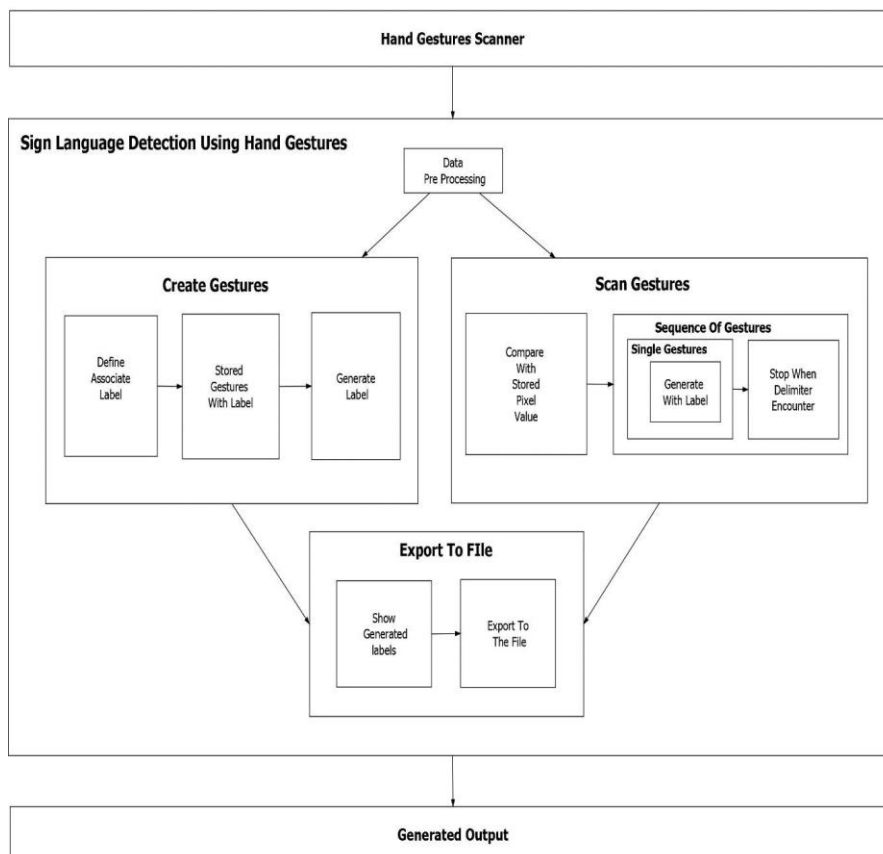 Hand Gestures Scanner
Sign Language Detection Using Hand Gestures
Data
Pre Processing
Create Gestures
Define
Associate
Label
Stored
Gestures
With Label
Generate
Label
Scan Gestures
Compare
With
Stored
Pixel
Value
Sequence Of Gestures
Single Gestures
Generate
With Label
Stop When
Delimiter
Encounter
Export To FIle
Show
Generated
labels
Export To
The File
Generated Output